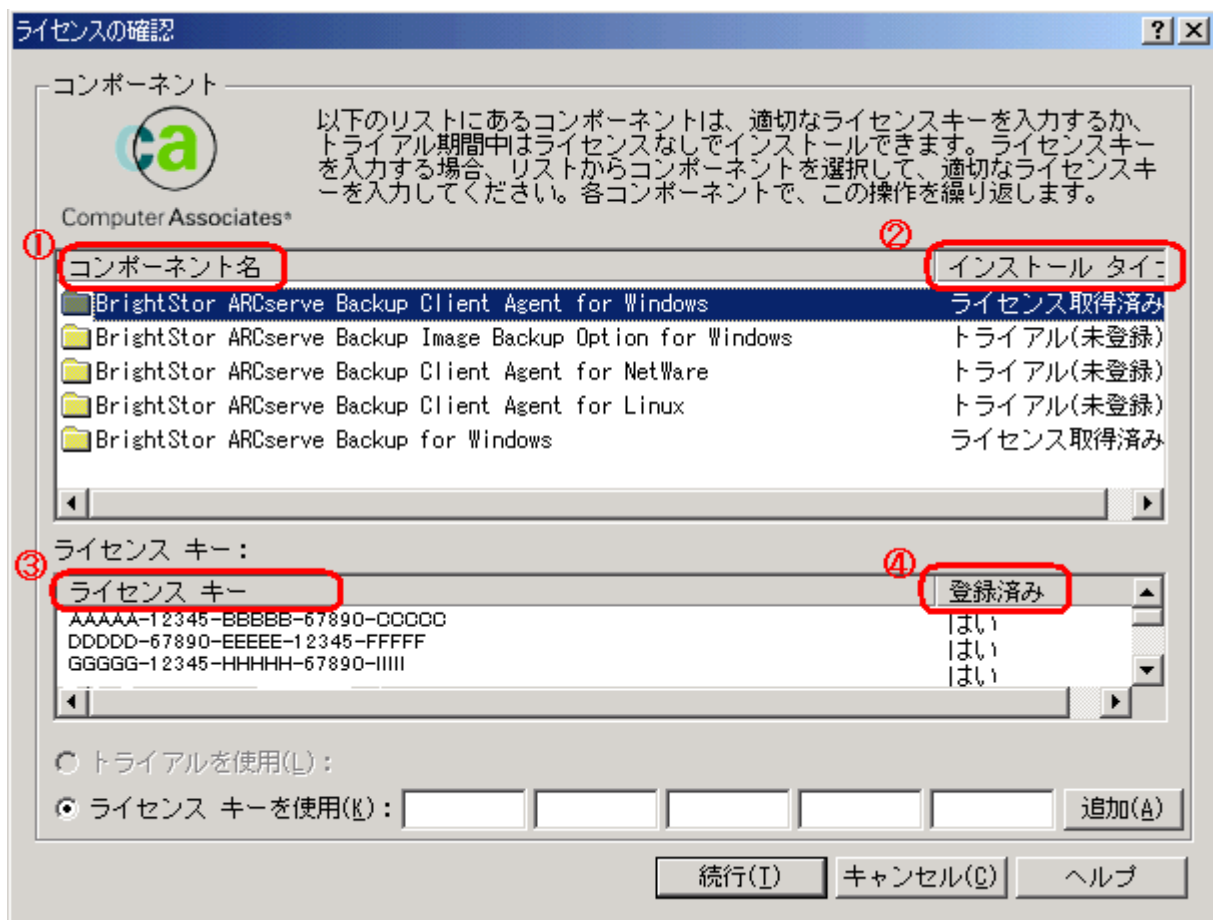 ライセンスの確認
コンポーネント
ca
Computer Associates®
以下のリストにあるコンポーネントは、適切なライセンスキーを入力するか、
トライアル期間中はライセンスなしでインストールできます。ライセンスキー
を入力する場合、リストからコンポーネントを選択して、適切なライセンスキ
ーを入力してください。各コンポーネントで、この操作を繰り返します。
① コンポーネント名 ② インストール タイ
BrightStor ARCserve Backup Client Agent for Windows ライセンス取得済み
BrightStor ARCserve Backup Image Backup Option for Windows トライアル(未登録)
BrightStor ARCserve Backup Client Agent for NetWare トライアル(未登録)
BrightStor ARCserve Backup Client Agent for Linux トライアル(未登録)
BrightStor ARCserve Backup for Windows ライセンス取得済み
ライセンス キー:
③ ライセンス キー ④ 登録済み
AAAAA-12345-BBBBB-67890-CCCCC はい
DDDDD-67890-EEEEE-12345-FFFFF はい
GGGGG-12345-HHHHH-67890-IIIII はい
トライアルを使用(L):
ライセンス キーを使用(K): 追加(A)
続行(T) キャンセル(C) ヘルプ